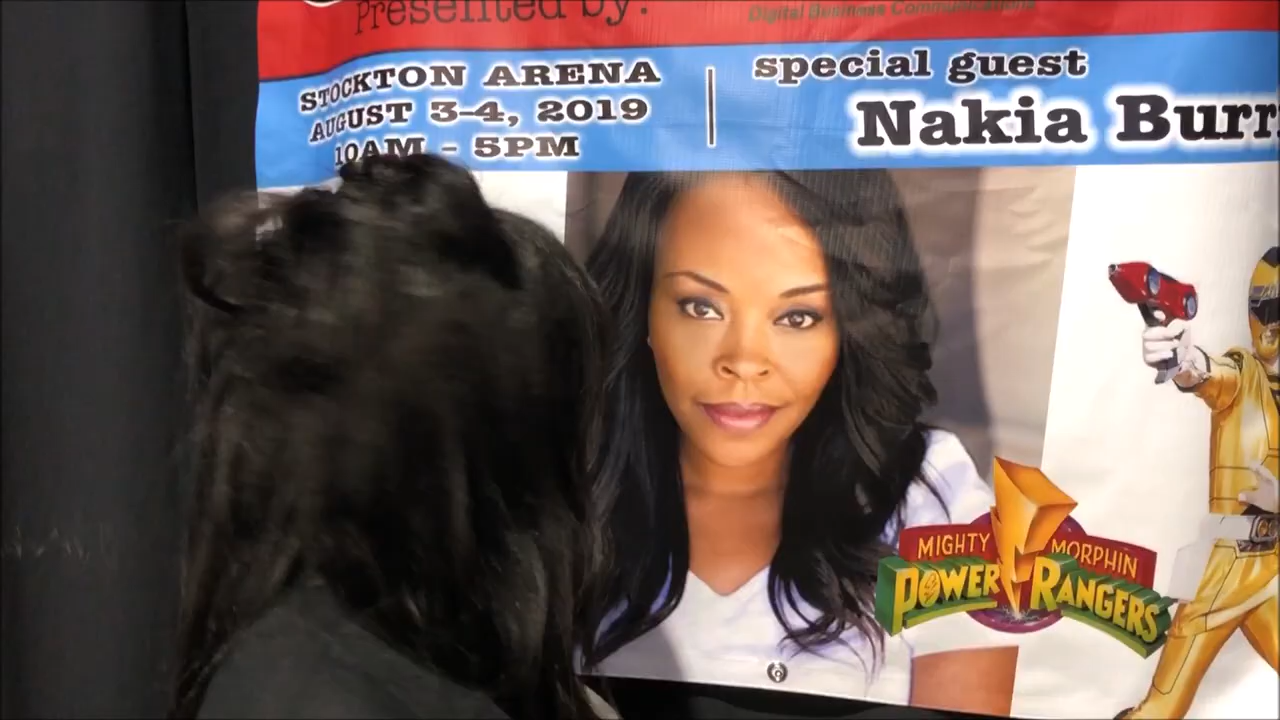 Presented by:
Digital Business Communications
STOCKTON ARENA
AUGUST 3-4, 2019
10AM - 5PM
special guest
Nakia Burr
MIGHTY MORPHIN
POWER RANGERS